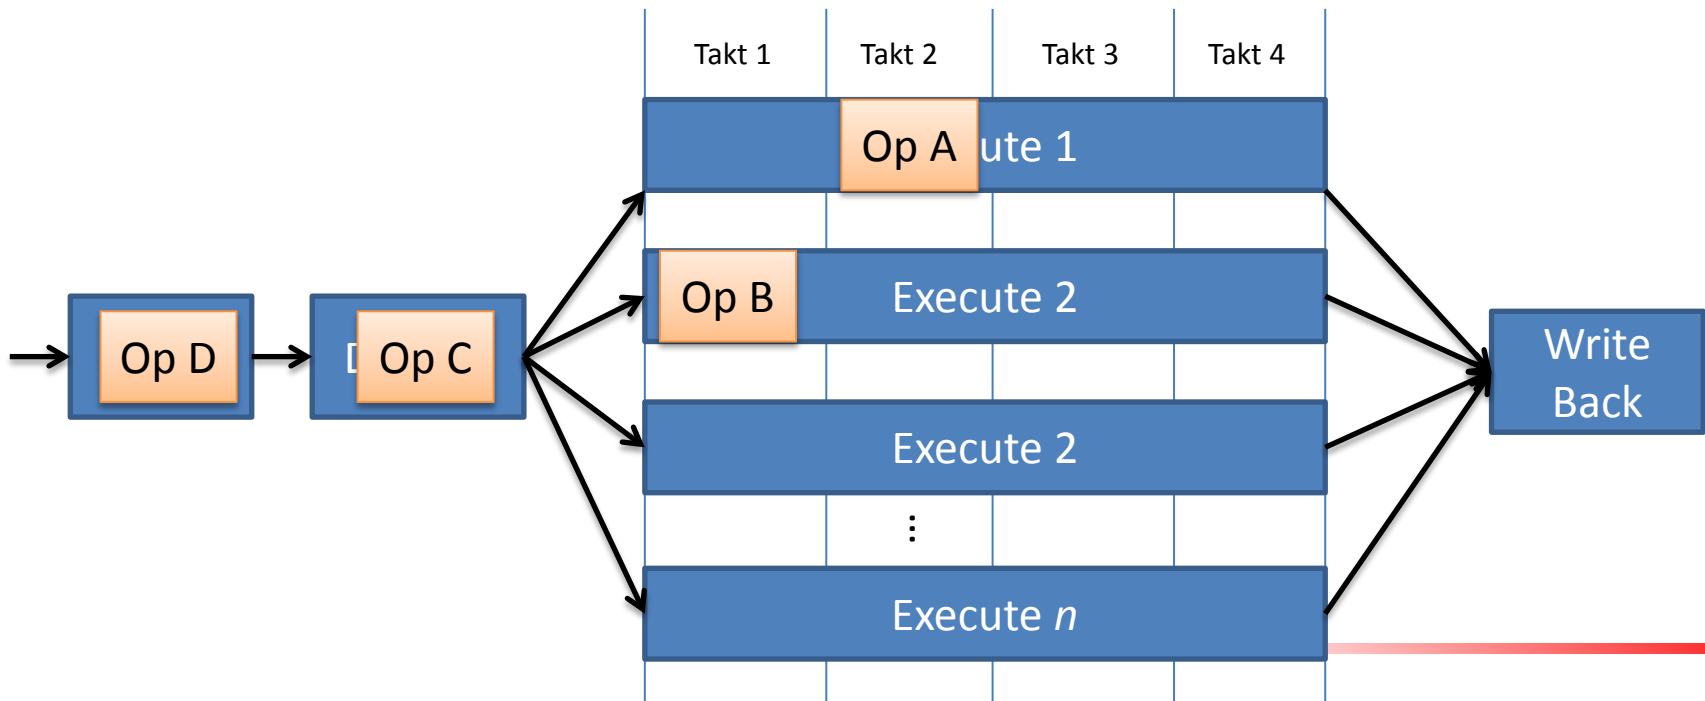 Takt 1 Takt 2 Takt 3 Takt 4
Op A ute 1
Op B Execute 2
Op D
Op C
Write
Back
Execute 2
⋮
Execute n